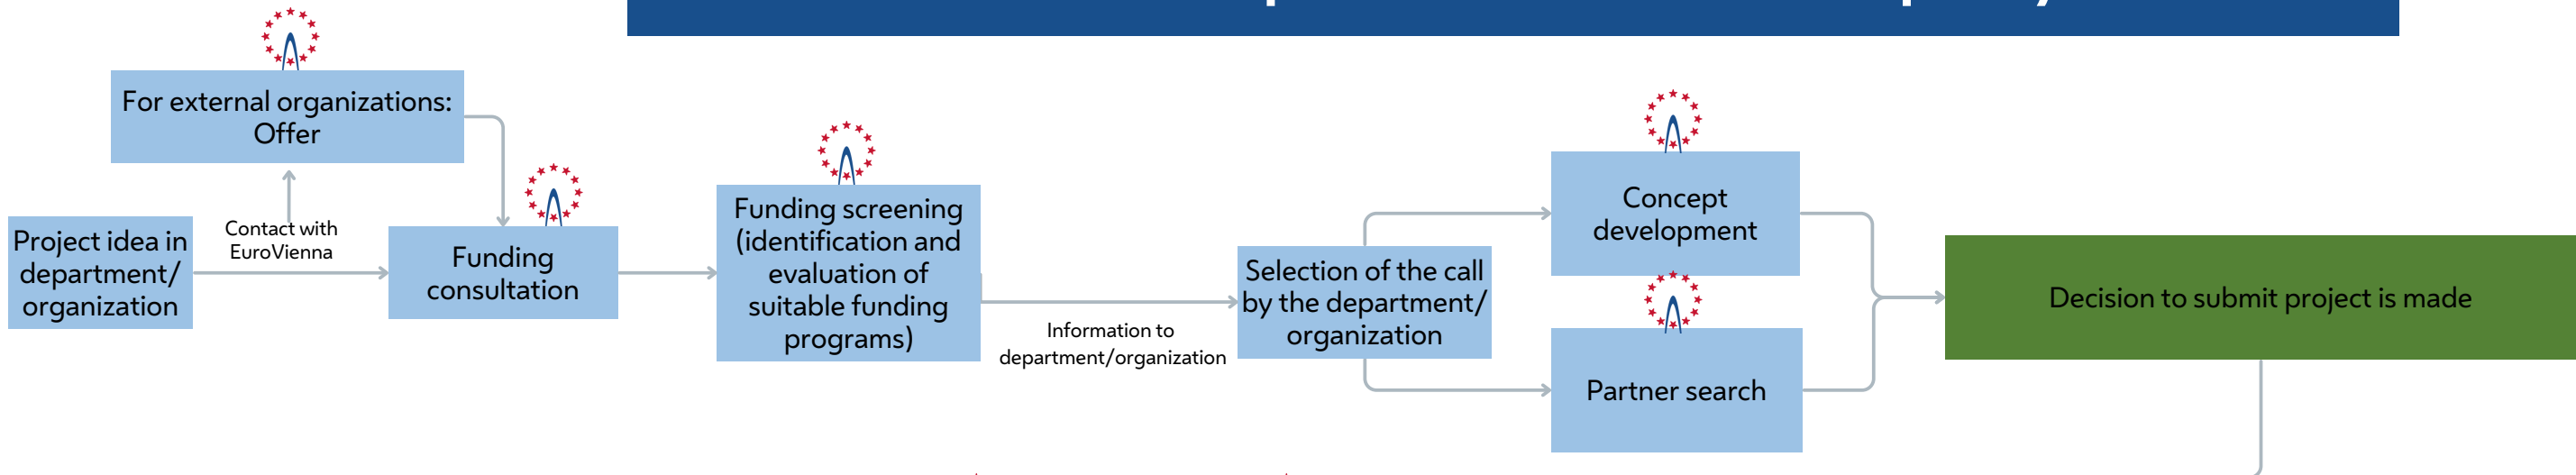 For external organizations:
Offer
Contact with
EuroVienna
Project idea in
department/
organization
Funding
consultation
Funding screening
(identification and
evaluation of
suitable funding
programs)
Information to
department/organization
Selection of the call
by the department/
organization
Concept
development
Partner search
Decision to submit project is made